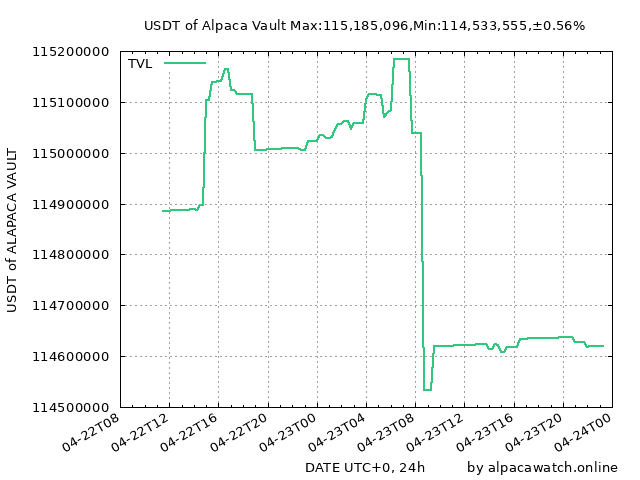 USDT of Alpaca Vault Max:115,185,096,Min:114,533,555,±0.56%
TVL
115200000
115100000
115000000
114900000
114800000
114700000
114600000
114500000
USDT of ALAPACA VAULT
04-22T08
04-22T12
04-22T16
04-22T20
04-23T00
04-23T04
04-23T08
04-23T12
04-23T16
04-23T20
04-24T00
DATE UTC+0, 24h
by alpacawatch.online